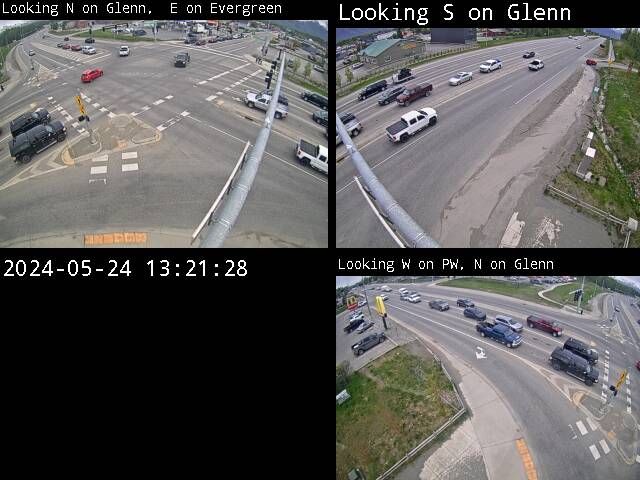 Looking N on Glenn, E on Evergreen
Looking S on Glenn
2024-05-24 13:21:28
Looking W on PW, N on Glenn